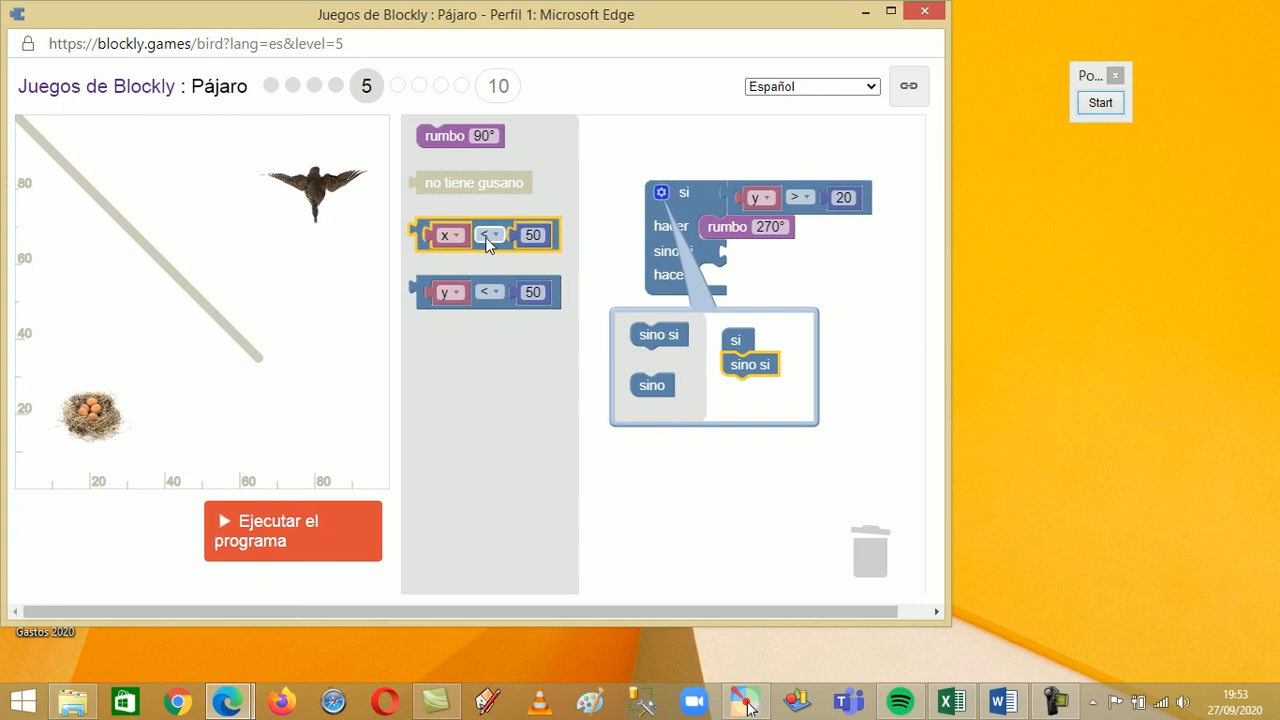 Juegos de Blockly : Pájaro - Perfil 1: Microsoft Edge
https://blockly.games/bird?lang=es&level=5
Juegos de Blockly : Pájaro
5
10
Español
Po...
Start
rumbo 90°
no tiene gusano
x < 50
y < 50
si y > 20
hacer rumbo 270°
sino si
hace
sino si
sino
si
sino si
80
60
40
20
20
40
60
80
Ejecutar el
programa
Gastos 2020
19:53
27/09/2020